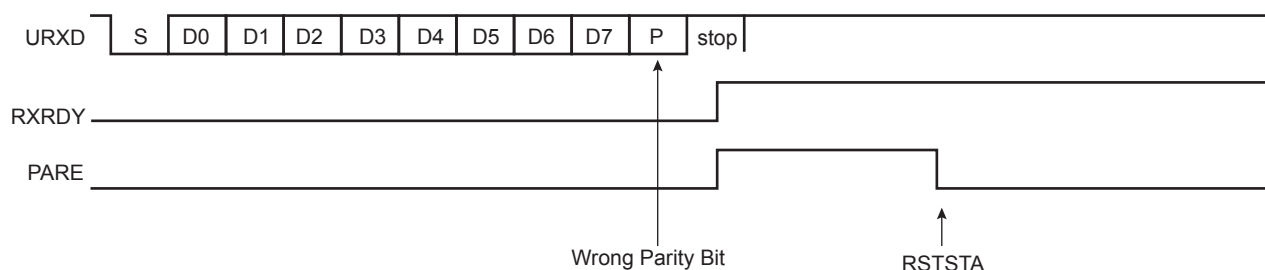 URXD S D0 D1 D2 D3 D4 D5 D6 D7 P stop
RXRDY
PARE
Wrong Parity Bit RSTSTA